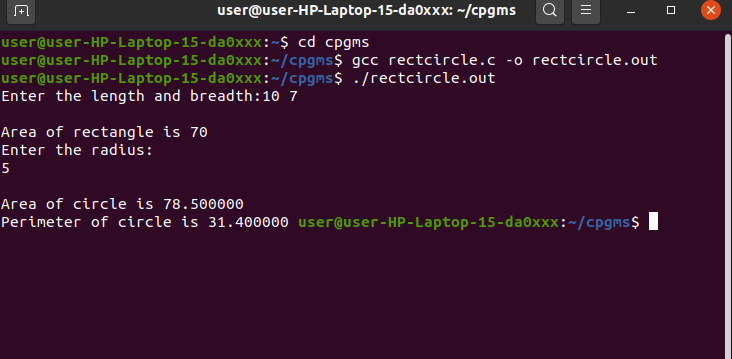 user@user-HP-Laptop-15-da0xxx: ~/cpgms
user@user-HP-Laptop-15-da0xxx:~$ cd cpgms
user@user-HP-Laptop-15-da0xxx:~/cpgms$ gcc rectcircle.c -o rectcircle.out
user@user-HP-Laptop-15-da0xxx:~/cpgms$ ./rectcircle.out
Enter the length and breadth:10 7
Area of rectangle is 70
Enter the radius:
5
Area of circle is 78.500000
Perimeter of circle is 31.400000 user@user-HP-Laptop-15-da0xxx:~/cpgms$